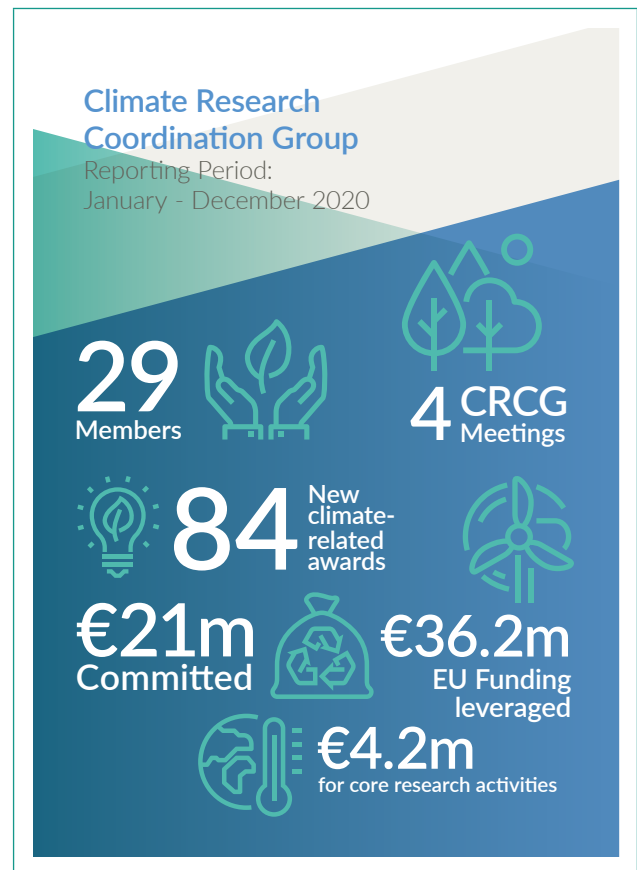 Climate Research
Coordination Group
Reporting Period:
January - December 2020
29
Members
4 CRCG
Meetings
84 New
climate-
related
awards
€21m
Committed
€36.2m
EU Funding
leveraged
€4.2m
for core research activities